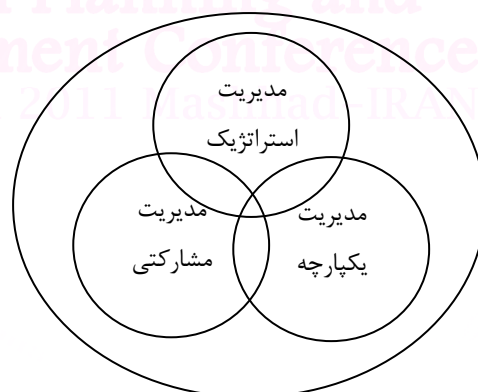 Planning and
ment Conference
2011 Mashhad-IRAN
مدیریت
استراتژیک
مدیریت
مشارکتی
مدیریت
یکپارچه